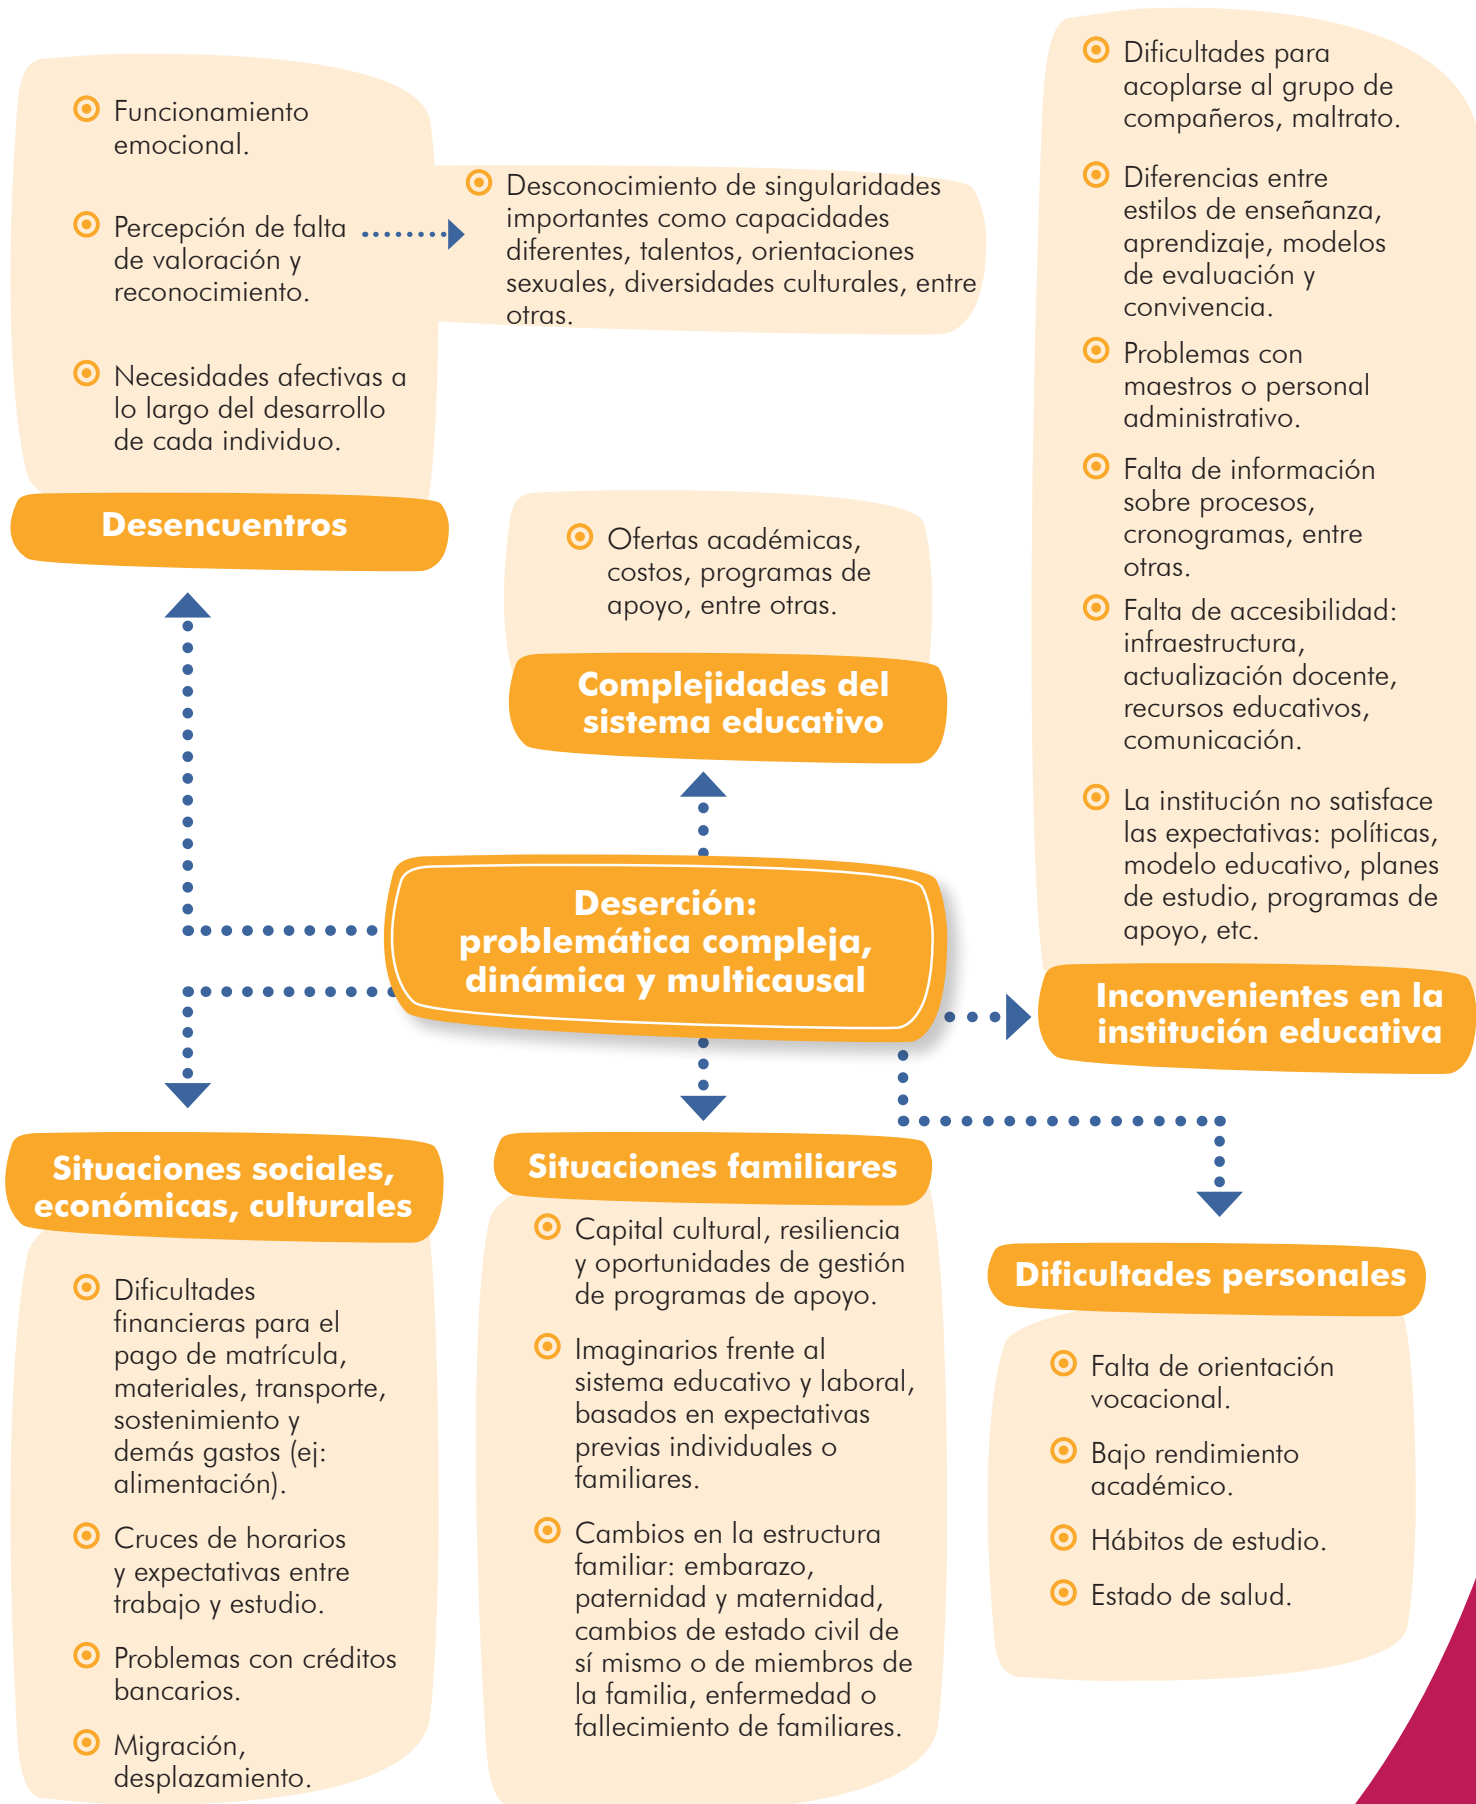 Funcionamiento
emocional.
Percepción de falta
de valoración y
reconocimiento.
Necesidades afectivas a
lo largo del desarrollo
de cada individuo.
Desencuentros
Desconocimiento de singularidades
importantes como capacidades
diferentes, talentos, orientaciones
sexuales, diversidades culturales, entre
otras.
Ofertas académicas,
costos, programas de
apoyo, entre otras.
Complejidades del
sistema educativo
Dificultades para
acoplarse al grupo de
compañeros, maltrato.
Diferencias entre
estilos de enseñanza,
aprendizaje, modelos
de evaluación y
convivencia.
Problemas con
maestros o personal
administrativo.
Falta de información
sobre procesos,
cronogramas, entre
otras.
Falta de accesibilidad:
infraestructura,
actualización docente,
recursos educativos,
comunicación.
La institución no satisface
las expectativas: políticas,
modelo educativo, planes
de estudio, programas de
apoyo, etc.
Inconvenientes en la
institución educativa
Deserción:
problemática compleja,
dinámica y multicausal
Situaciones sociales,
económicas, culturales
Dificultades
financieras para el
pago de matrícula,
materiales, transporte,
sostenimiento y
demás gastos (ej:
alimentación).
Cruces de horarios
y expectativas entre
trabajo y estudio.
Problemas con créditos
bancarios.
Migración,
desplazamiento.
Situaciones familiares
Capital cultural, resiliencia
y oportunidades de gestión
de programas de apoyo.
Imaginarios frente al
sistema educativo y laboral,
basados en expectativas
previas individuales o
familiares.
Cambios en la estructura
familiar: embarazo,
paternidad y maternidad,
cambios de estado civil de
sí mismo o de miembros de
la familia, enfermedad o
fallecimiento de familiares.
Dificultades personales
Falta de orientación
vocacional.
Bajo rendimiento
académico.
Hábitos de estudio.
Estado de salud.